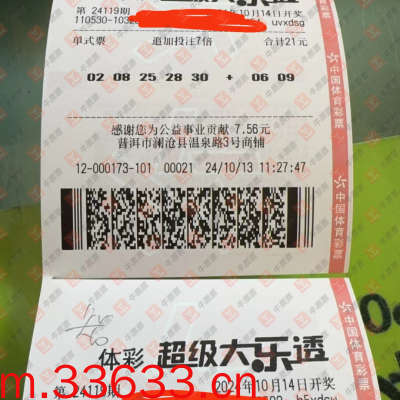 第 24119期
年10月14日开奖
110530-1032
uvxdsg
单式票 追加投注7倍 合计21元
02 08 25 28 30 + 06 09
感谢您为公益事业贡献 7.56元
普洱市澜沧县温泉路3号商铺
12-000173-101 00021 24/10/13 11:27:47
中国体育彩票
中国体育彩票
体彩 超级大乐透
第 24119期 2024年10月14日开奖
m.33633.cn